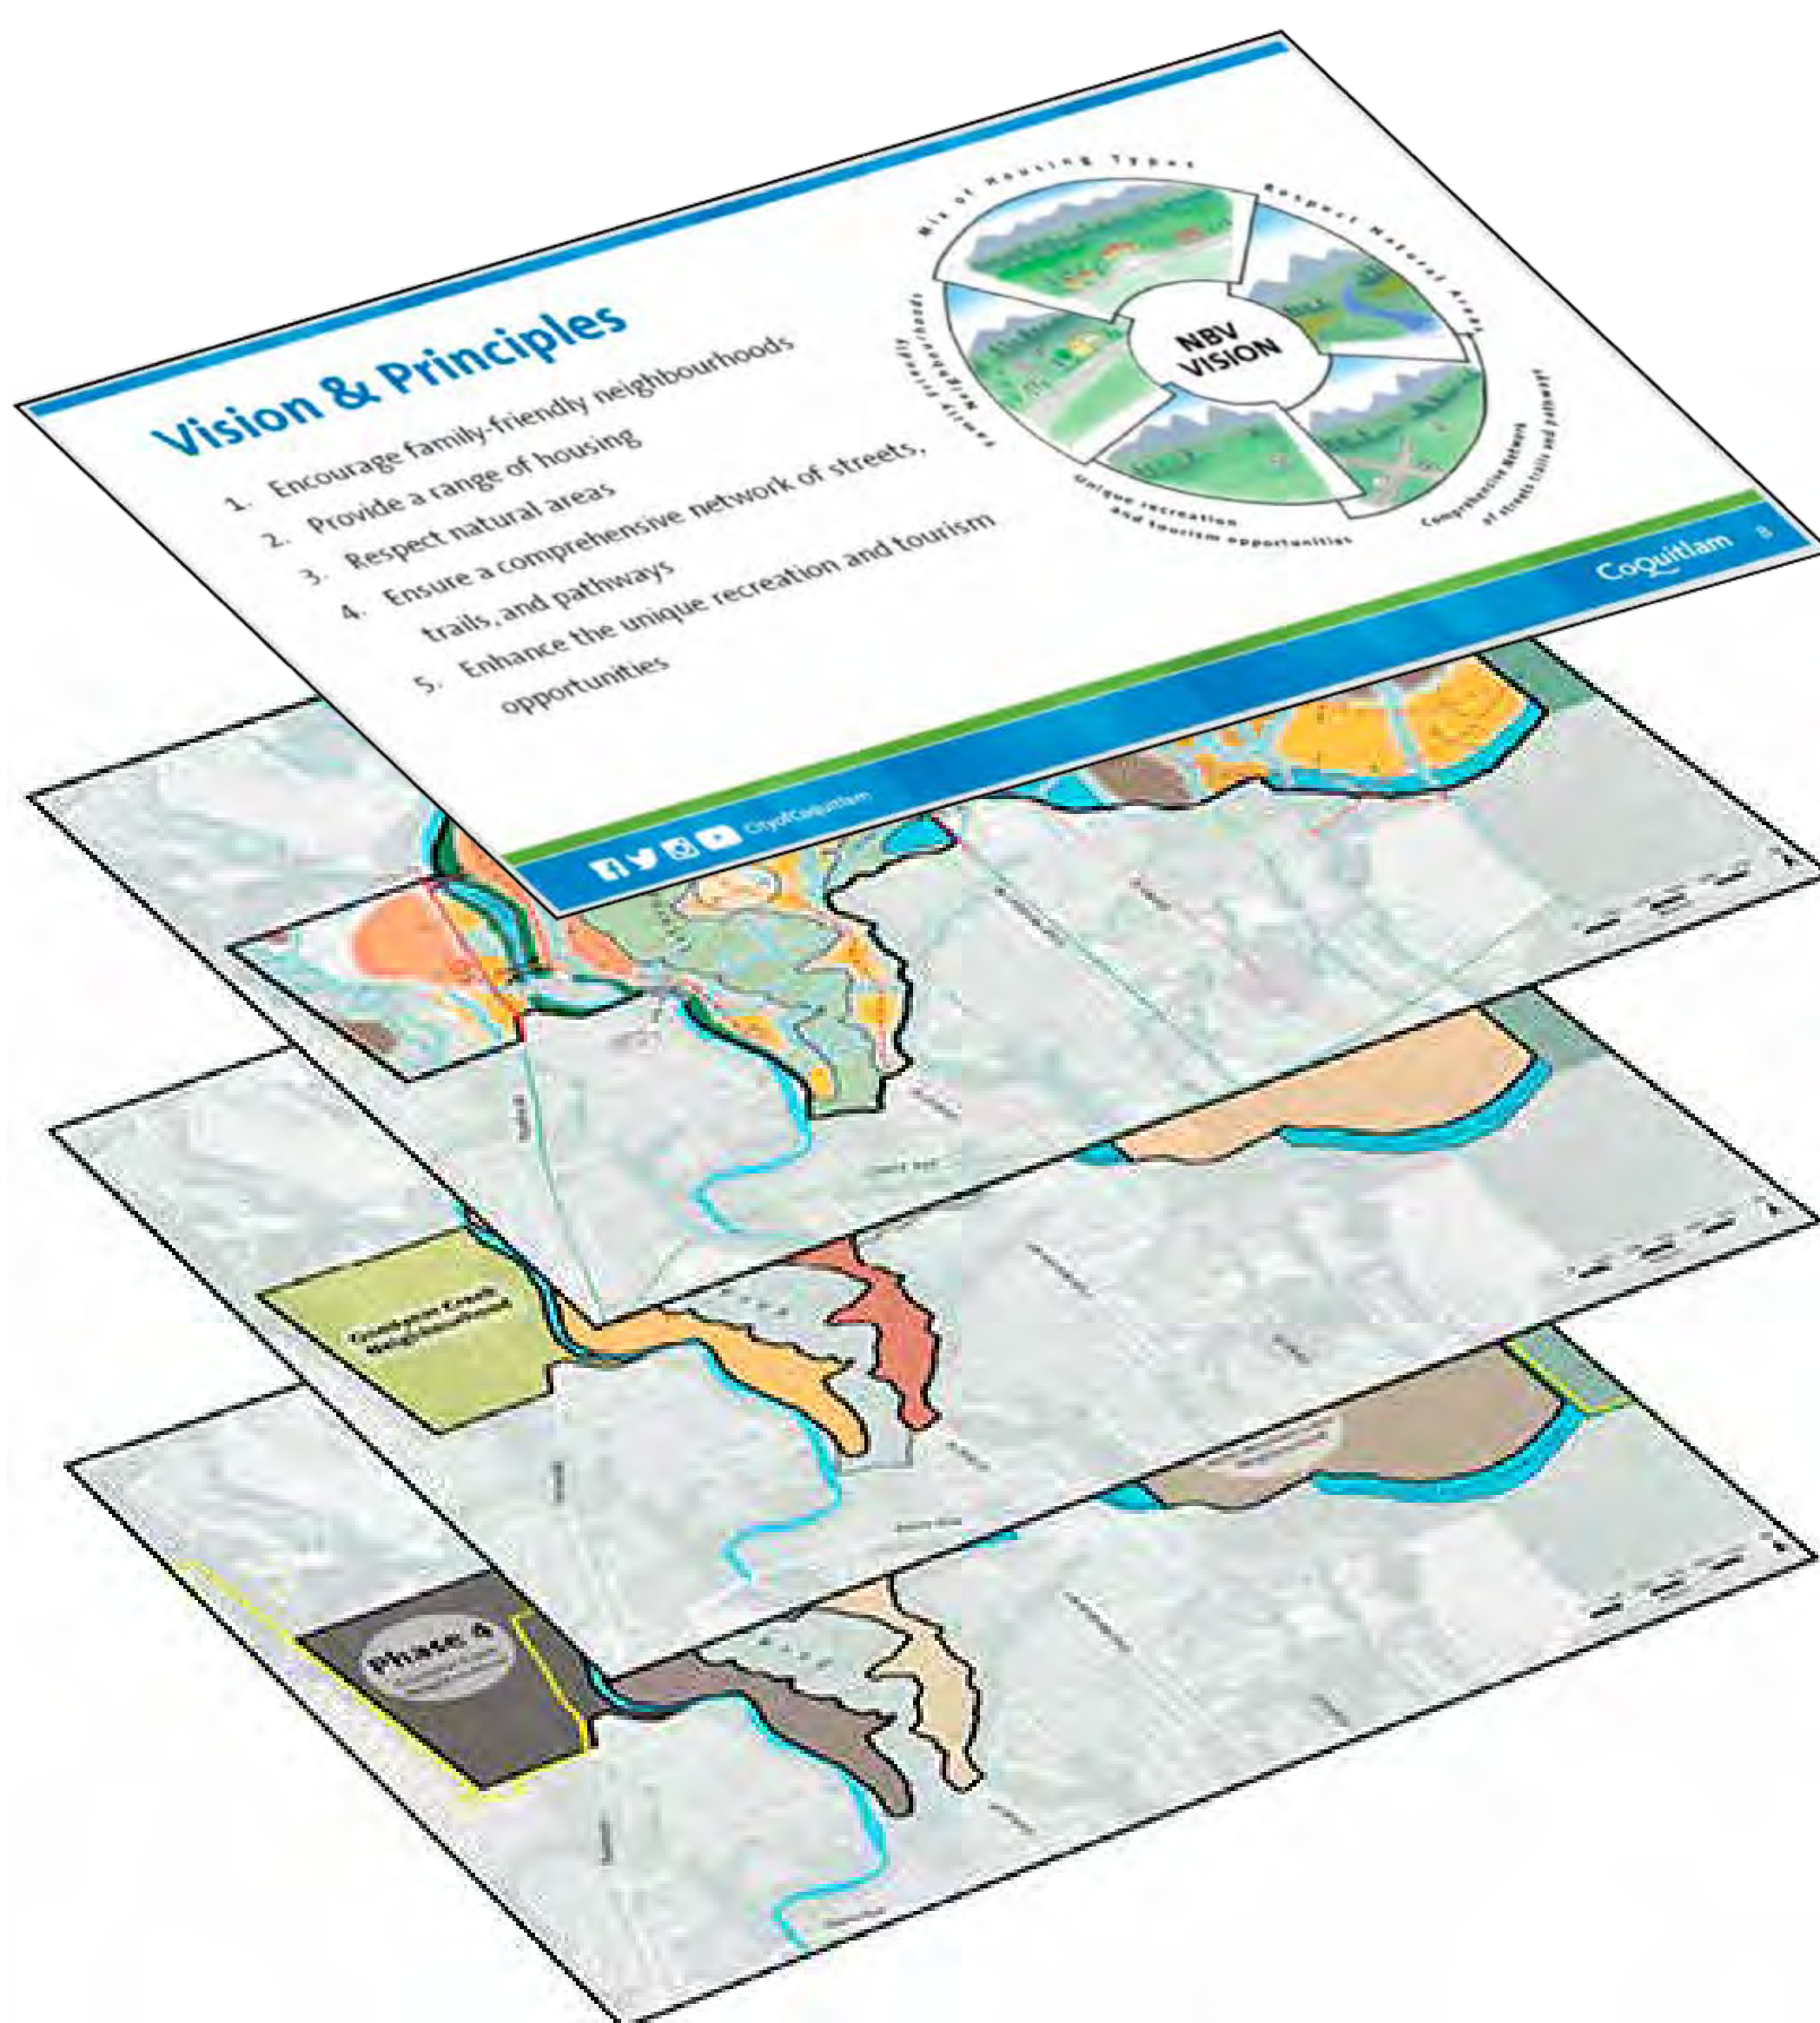 Vision & Principles
1. Encourage family-friendly neighbourhoods
2. Provide a range of housing
3. Respect natural areas
4. Ensure a comprehensive network of streets,
trails, and pathways
5. Enhance the unique recreation and tourism
opportunities
Mix of Housing Types
Respect Natural Areas
Family Friendly
Neighbourhoods
NBV
VISION
Unique recreation
and tourism opportunities
Comprehensive Network
of streets trails and pathways
CityofCoquitlam
Coquitlam 8
Neighbourhood
Phase 4